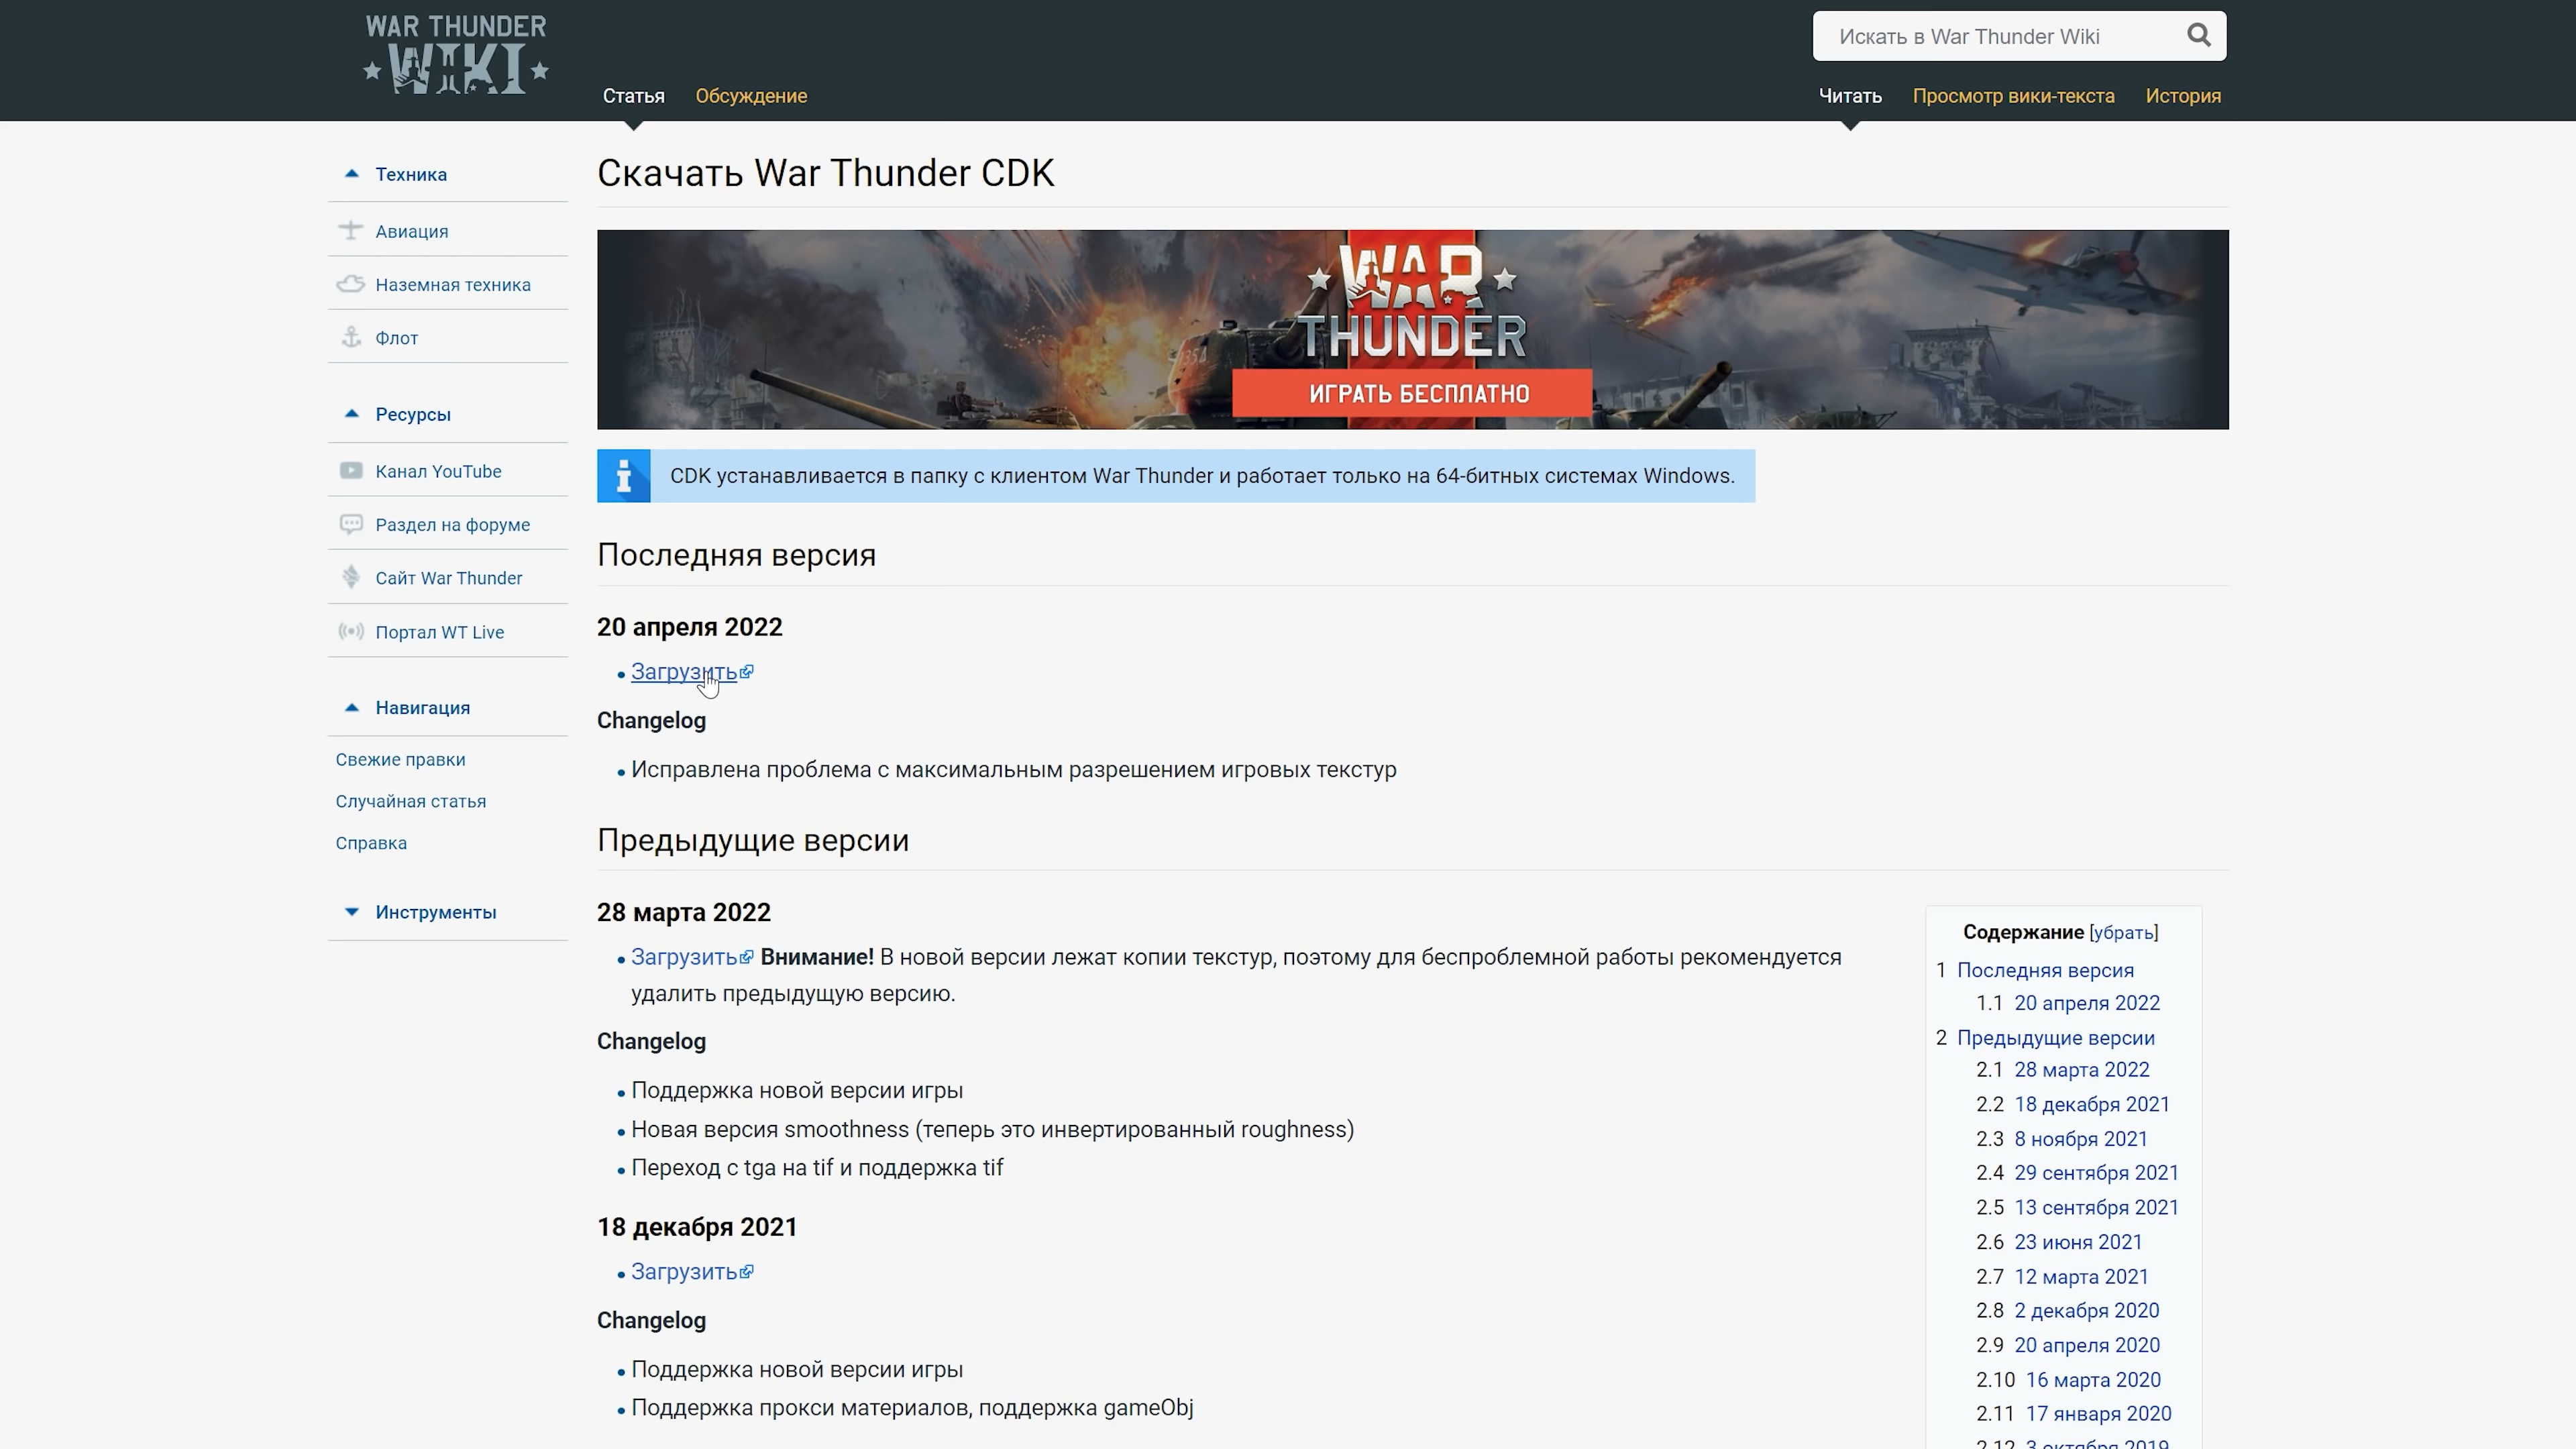 WAR THUNDER
WIKI
Искать в War Thunder Wiki
Статья
Обсуждение
Читать
Просмотр вики-текста
История
Техника
Авиация
Наземная техника
Флот
Ресурсы
Канал YouTube
Раздел на форуме
Сайт War Thunder
Портал WT Live
Навигация
Свежие правки
Случайная статья
Справка
Инструменты
Скачать War Thunder CDK
WAR
THUNDER
ИГРАТЬ БЕСПЛАТНО
CDK устанавливается в папку с клиентом War Thunder и работает только на 64-битных системах Windows.
Последняя версия
20 апреля 2022
Загрузить
Changelog
Исправлена проблема с максимальным разрешением игровых текстур
Предыдущие версии
28 марта 2022
Загрузить Внимание! В новой версии лежат копии текстур, поэтому для беспроблемной работы рекомендуется
удалить предыдущую версию.
Changelog
Поддержка новой версии игры
Новая версия smoothness (теперь это инвертированный roughness)
Переход с tga на tif и поддержка tif
18 декабря 2021
Загрузить
Changelog
Поддержка новой версии игры
Поддержка прокси материалов, поддержка gameObj
Содержание [убрать]
1 Последняя версия
1.1 20 апреля 2022
2 Предыдущие версии
2.1 28 марта 2022
2.2 18 декабря 2021
2.3 8 ноября 2021
2.4 29 сентября 2021
2.5 13 сентября 2021
2.6 23 июня 2021
2.7 12 марта 2021
2.8 2 декабря 2020
2.9 20 апреля 2020
2.10 16 марта 2020
2.11 17 января 2020
2.12 3 октября 2019